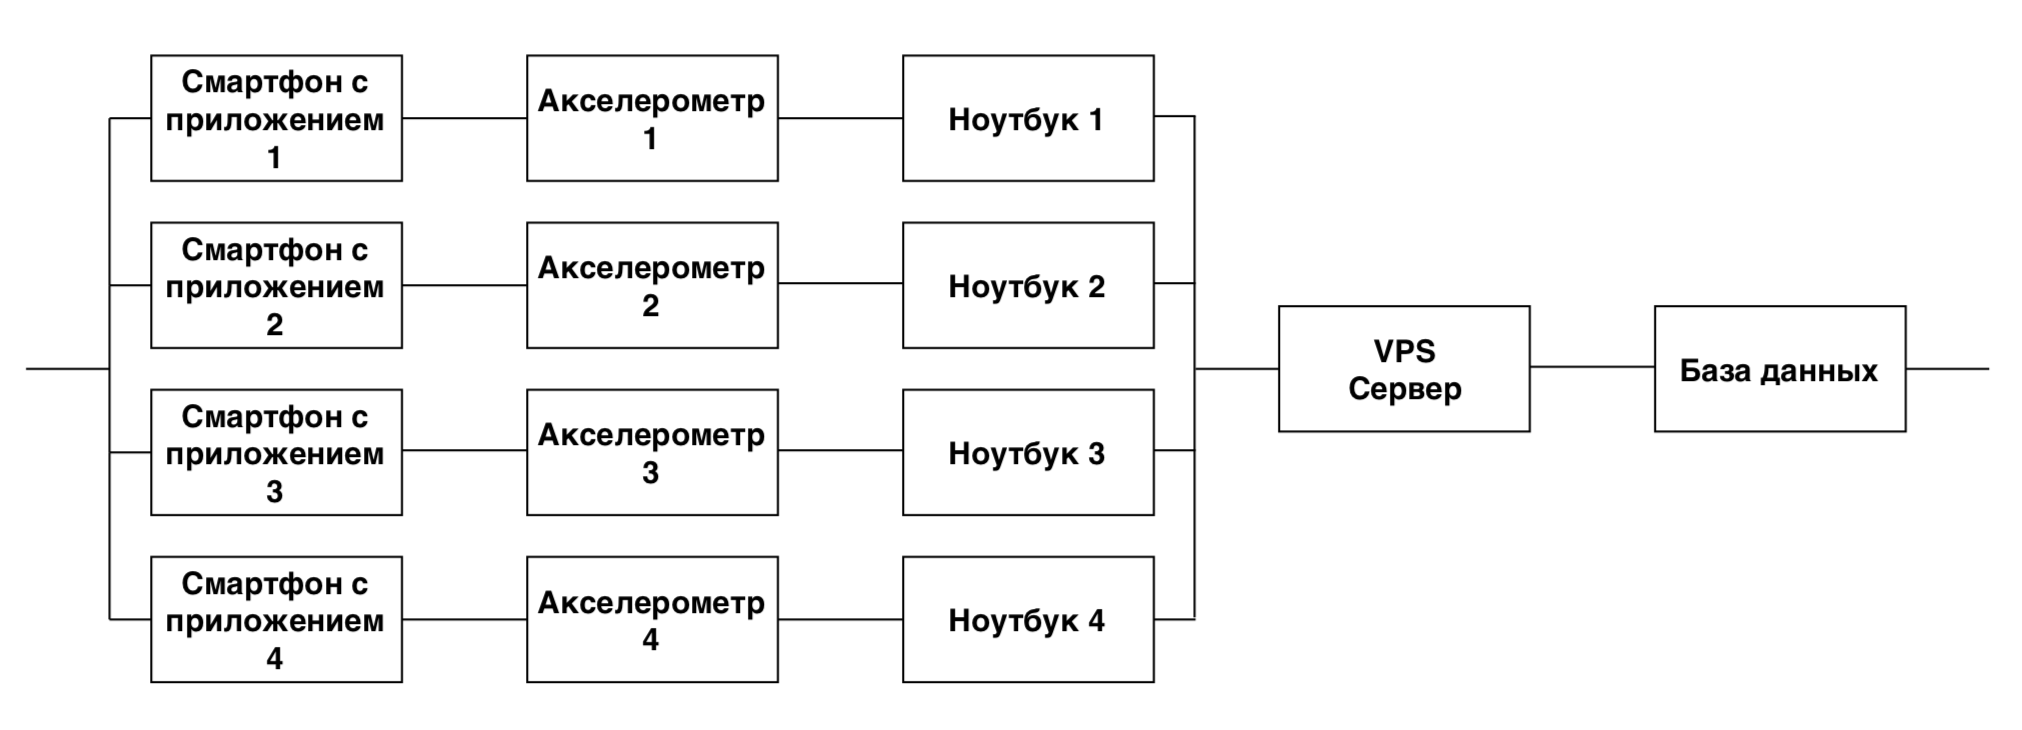 Смартфон с
приложением
1
Акселерометр
1
Ноутбук 1
Смартфон с
приложением
2
Акселерометр
2
Ноутбук 2
Смартфон с
приложением
3
Акселерометр
3
Ноутбук 3
Смартфон с
приложением
4
Акселерометр
4
Ноутбук 4
VPS
Сервер
База данных